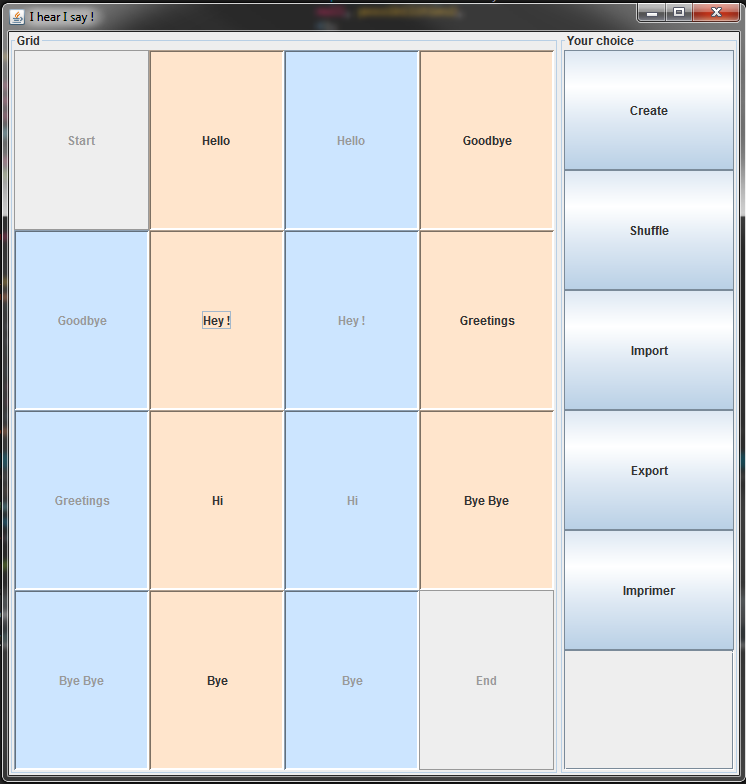 I hear I say !
Grid
Your choice
Start
Hello
Hello
Goodbye
Goodbye
Hey !
Hey !
Greetings
Greetings
Hi
Hi
Bye Bye
Bye Bye
Bye
Bye
End
Create
Shuffle
Import
Export
Imprimer